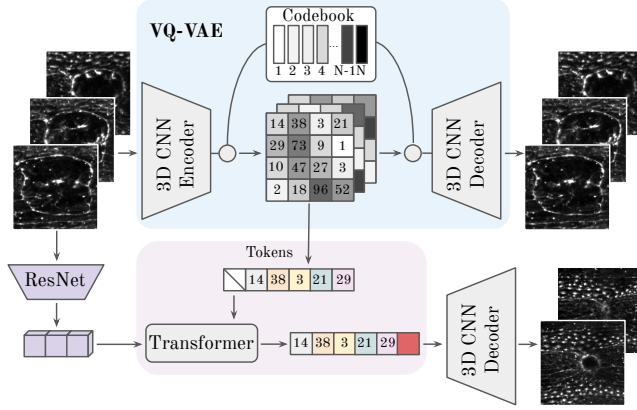 VQ-VAE
Codebook
1 2 3 4 ... N-1 N
3D CNN
Encoder
14 38 3 21
29 73 9 1
10 47 27 3
2 18 96 52
3D CNN
Decoder
ResNet
Tokens
14 38 3 21 29
Transformer
14 38 3 21 29
3D CNN
Decoder